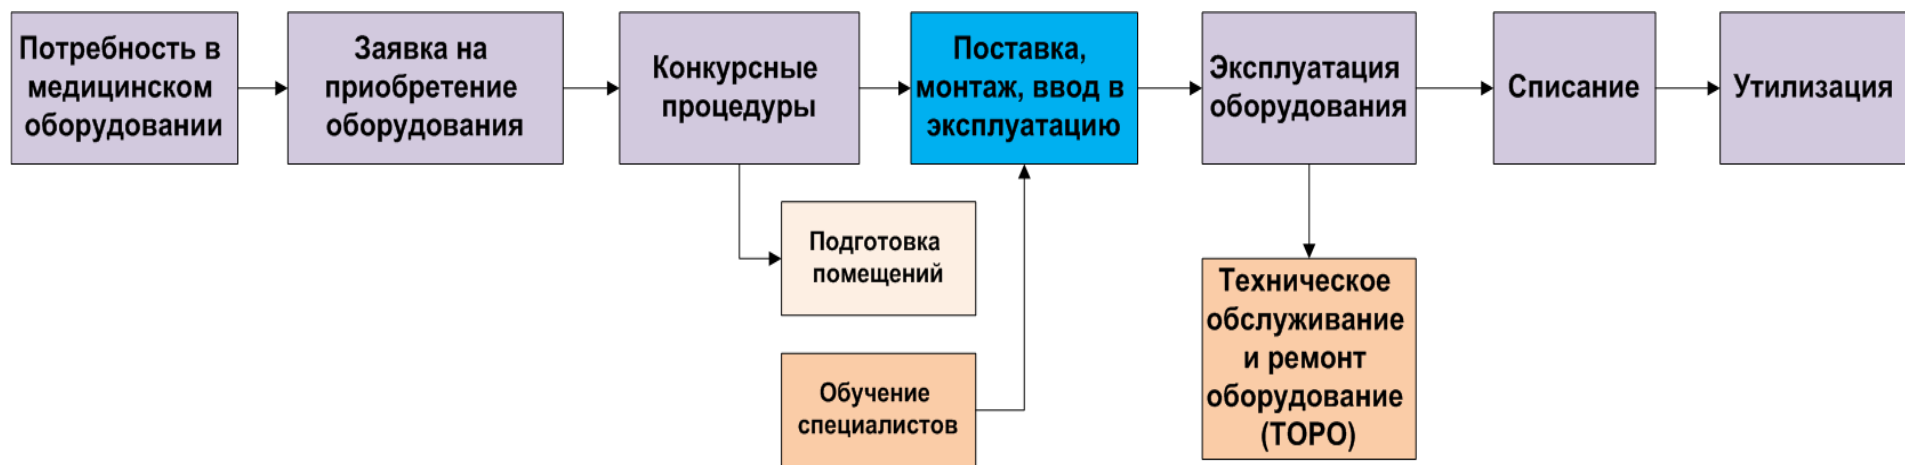 Потребность в
медицинском
оборудовании
Заявка на
приобретение
оборудования
Конкурсные
процедуры
Поставка,
монтаж, ввод в
эксплуатацию
Эксплуатация
оборудования
Списание
Утилизация
Подготовка
помещений
Обучение
специалистов
Техническое
обслуживание
и ремонт
оборудование
(ТОРО)